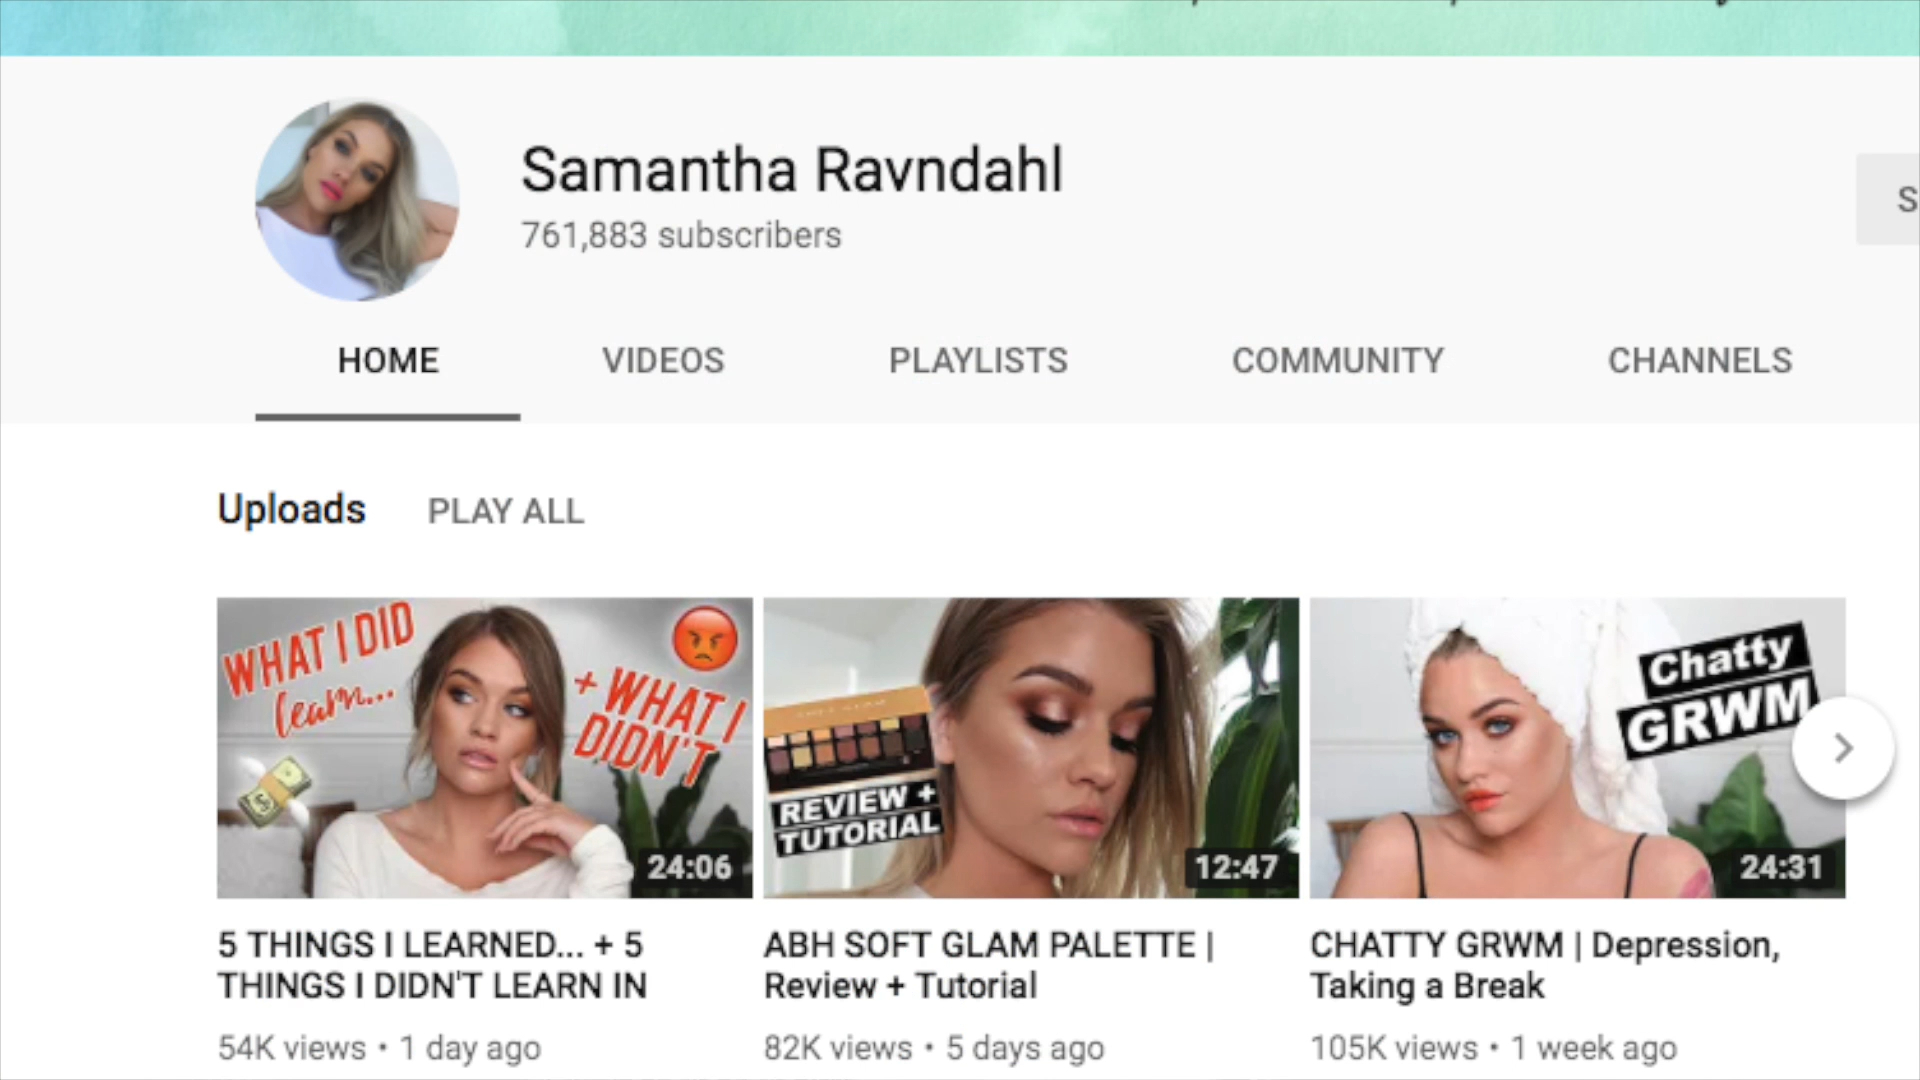 Samantha Ravndahl
761,883 subscribers
S
HOME VIDEOS PLAYLISTS COMMUNITY CHANNELS
Uploads PLAY ALL
WHAT I DID
learn...
+ WHAT I
DIDN'T
24:06
REVIEW +
TUTORIAL
12:47
Chatty
GRWM
24:31
5 THINGS I LEARNED... + 5
THINGS I DIDN'T LEARN IN
54K views • 1 day ago
ABH SOFT GLAM PALETTE |
Review + Tutorial
82K views • 5 days ago
CHATTY GRWM | Depression,
Taking a Break
105K views • 1 week ago